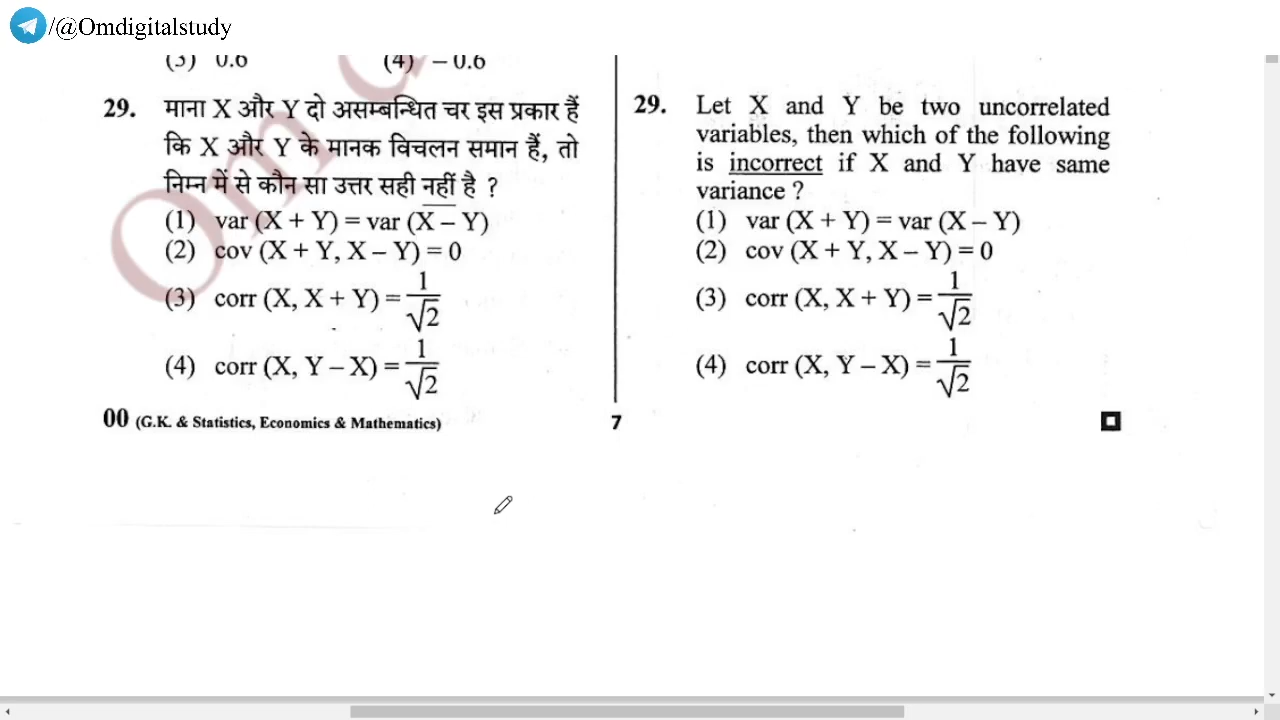 /@Omdigitalstudy
(3) 0.6 (4) – 0.6
29. माना X और Y दो असम्बन्धित चर इस प्रकार हैं
कि X और Y के मानक विचलन समान हैं, तो
निम्न में से कौन सा उत्तर सही नहीं है ?
(1) var (X + Y) = var (X – Y)
(2) cov (X + Y, X – Y) = 0
(3) corr (X, X + Y) = 1/√2
(4) corr (X, Y – X) = 1/√2
00 (G.K. & Statistics, Economics & Mathematics)
29. Let X and Y be two uncorrelated
variables, then which of the following
is incorrect if X and Y have same
variance ?
(1) var (X + Y) = var (X – Y)
(2) cov (X + Y, X – Y) = 0
(3) corr (X, X + Y) = 1/√2
(4) corr (X, Y – X) = 1/√2
7